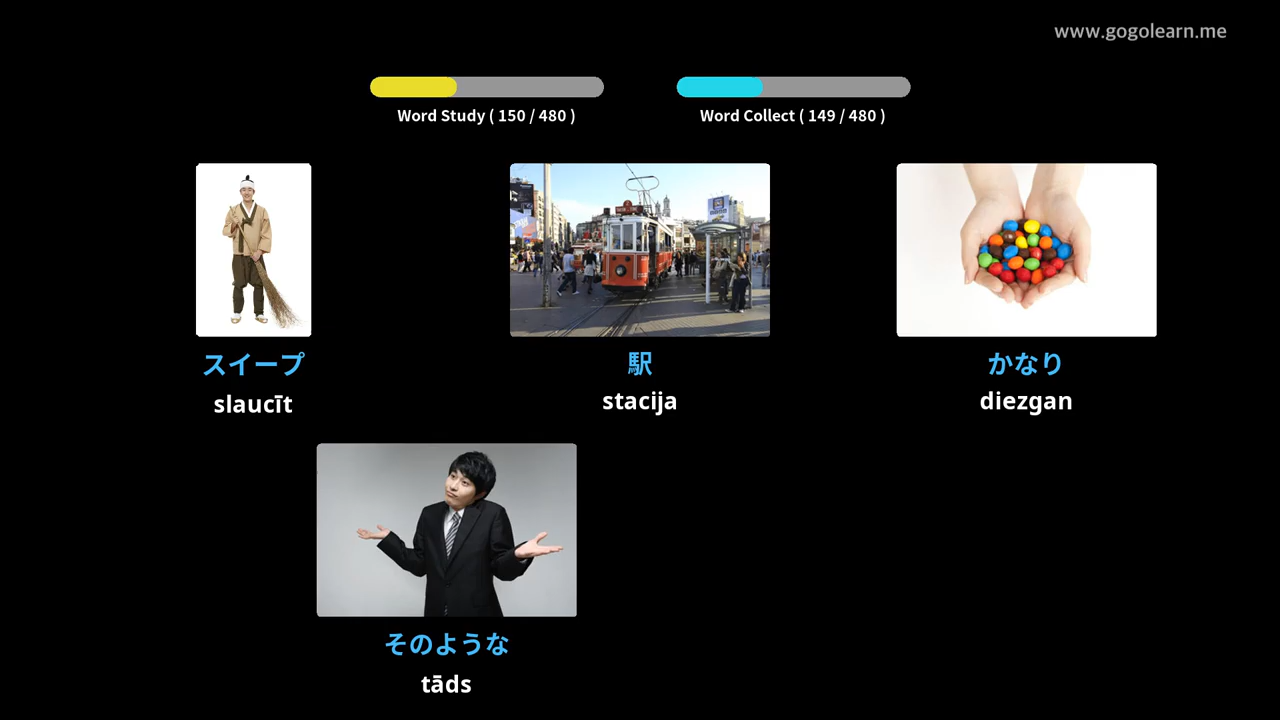 www.gogolearn.me
Word Study ( 150 / 480 )
Word Collect ( 149 / 480 )
スイープ
slaucīt
駅
stacija
かなり
diezgan
そのような
tāds